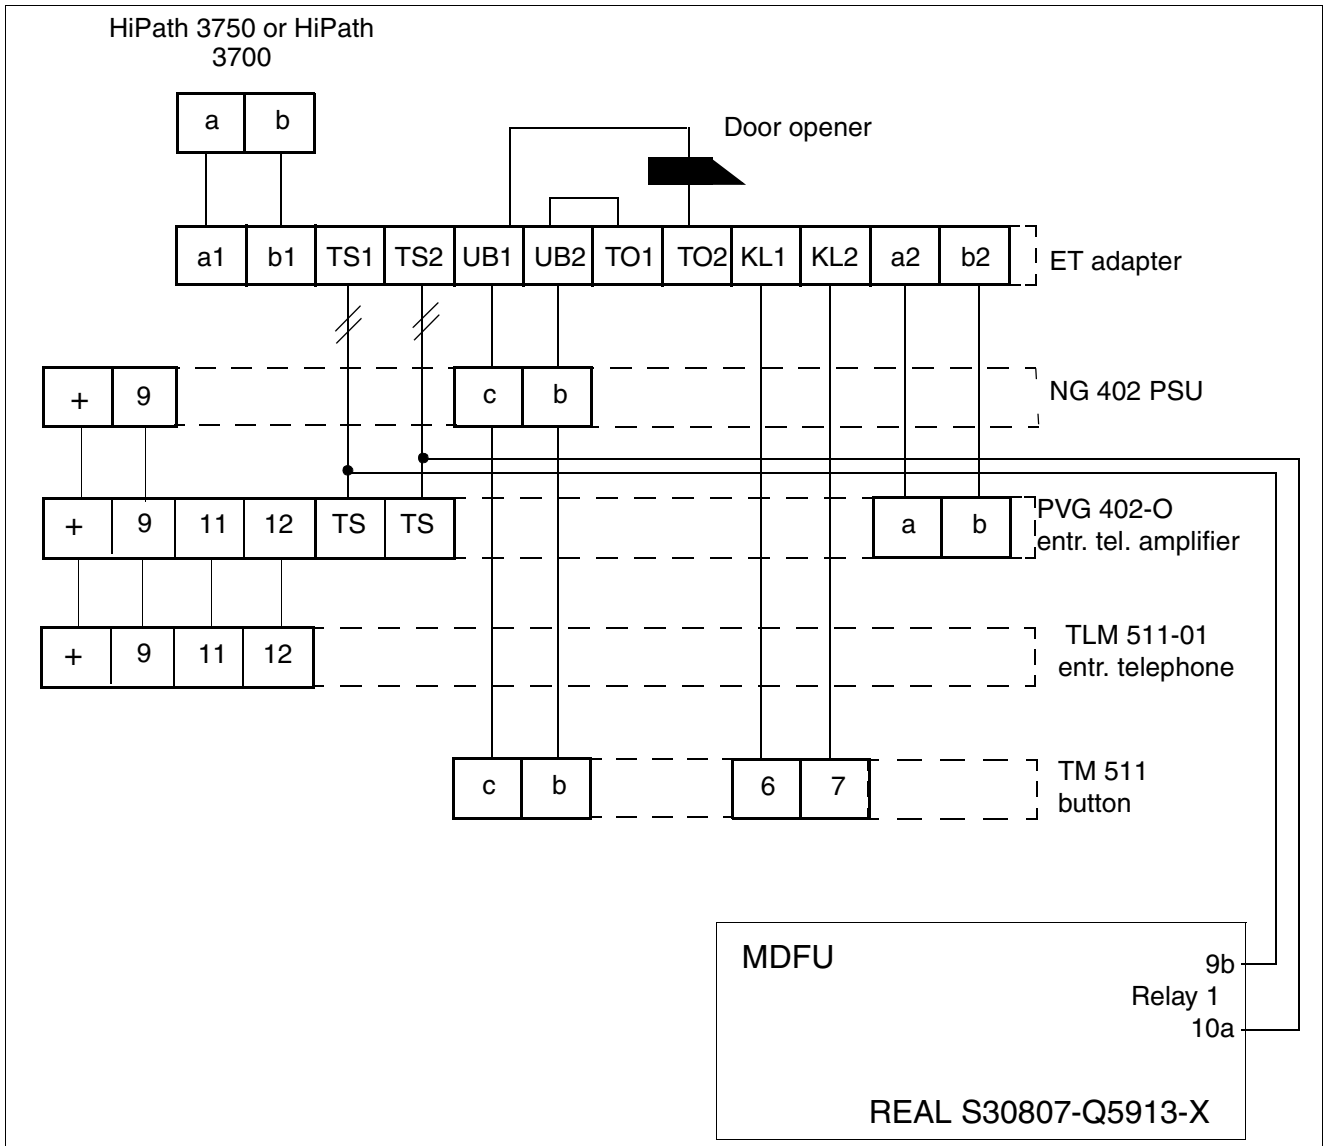 HiPath 3750 or HiPath
3700
a b
Door opener
a1 b1 TS1 TS2 UB1 UB2 TO1 TO2 KL1 KL2 a2 b2
ET adapter
+ 9 c b
NG 402 PSU
+ 9 11 12 TS TS a b
PVG 402-O
entr. tel. amplifier
+ 9 11 12
TLM 511-01
entr. telephone
c b 6 7
TM 511
button
MDFU
9b
Relay 1
10a
REAL S30807-Q5913-X